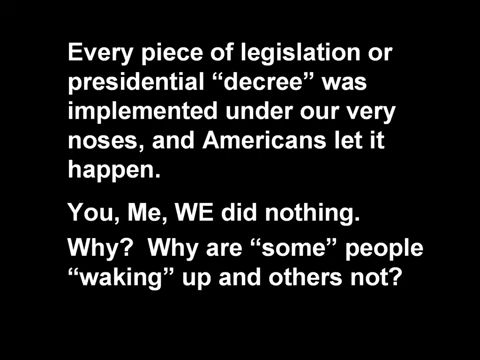 Every piece of legislation or
presidential “decree” was
implemented under our very
noses, and Americans let it
happen.
You, Me, WE did nothing.
Why?  Why are “some” people
“waking” up and others not?